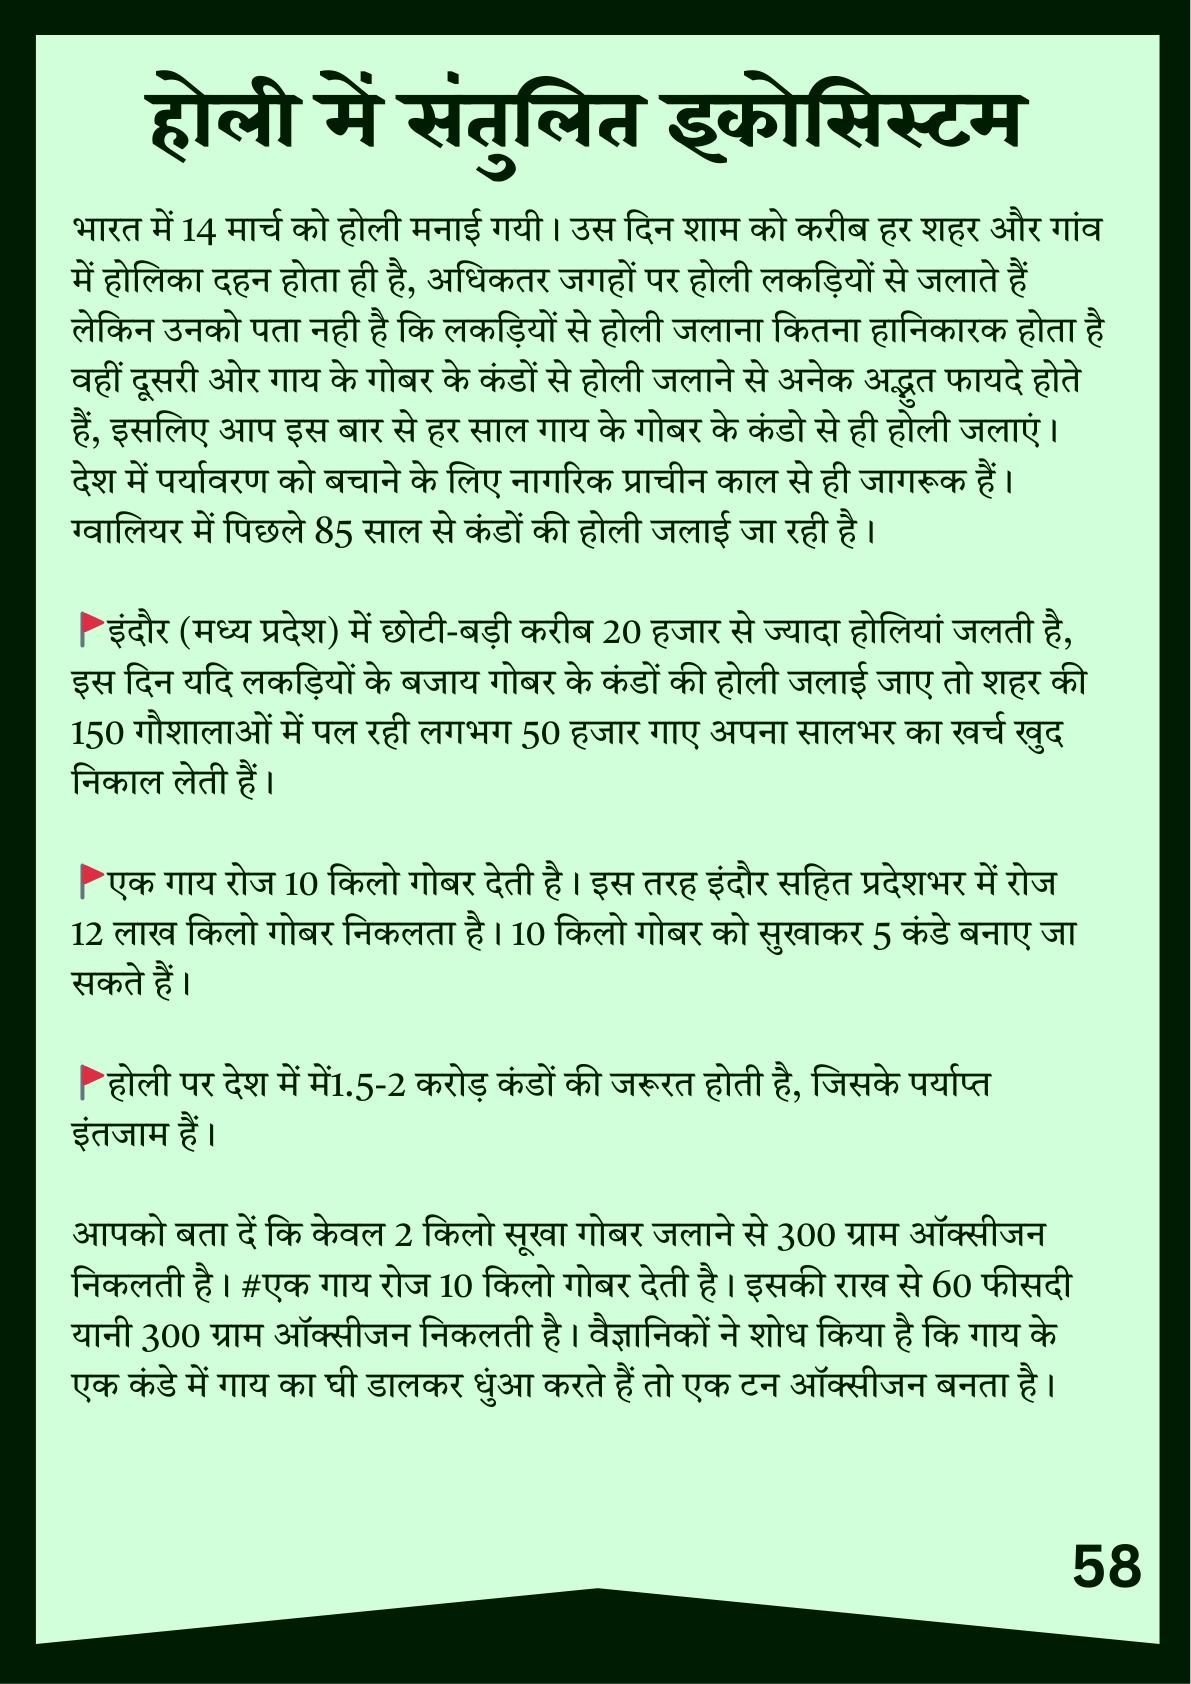 होली में संतुलित इकोसिस्टम
भारत में 14 मार्च को होली मनाई गयी। उस दिन शाम को करीब हर शहर और गांव
में होलिका दहन होता ही है, अधिकतर जगहों पर होली लकड़ियों से जलाते हैं
लेकिन उनको पता नही है कि लकड़ियों से होली जलाना कितना हानिकारक होता है
वहीं दूसरी ओर गाय के गोबर के कंडों से होली जलाने से अनेक अद्भुत फायदे होते
हैं, इसलिए आप इस बार से हर साल गाय के गोबर के कंडो से ही होली जलाएं।
देश में पर्यावरण को बचाने के लिए नागरिक प्राचीन काल से ही जागरूक हैं।
ग्वालियर में पिछले 85 साल से कंडों की होली जलाई जा रही है।
🚩इंदौर (मध्य प्रदेश) में छोटी-बड़ी करीब 20 हजार से ज्यादा होलियां जलती है,
इस दिन यदि लकड़ियों के बजाय गोबर के कंडों की होली जलाई जाए तो शहर की
150 गौशालाओं में पल रही लगभग 50 हजार गाए अपना सालभर का खर्च खुद
निकाल लेती हैं।
🚩एक गाय रोज 10 किलो गोबर देती है। इस तरह इंदौर सहित प्रदेशभर में रोज
12 लाख किलो गोबर निकलता है। 10 किलो गोबर को सुखाकर 5 कंडे बनाए जा
सकते हैं।
🚩होली पर देश में में1.5-2 करोड़ कंडों की जरूरत होती है, जिसके पर्याप्त
इंतजाम हैं।
आपको बता दें कि केवल 2 किलो सूखा गोबर जलाने से 300 ग्राम ऑक्सीजन
निकलती है। #एक गाय रोज 10 किलो गोबर देती है। इसकी राख से 60 फीसदी
यानी 300 ग्राम ऑक्सीजन निकलती है। वैज्ञानिकों ने शोध किया है कि गाय के
एक कंडे में गाय का घी डालकर धुंआ करते हैं तो एक टन ऑक्सीजन बनता है।
58